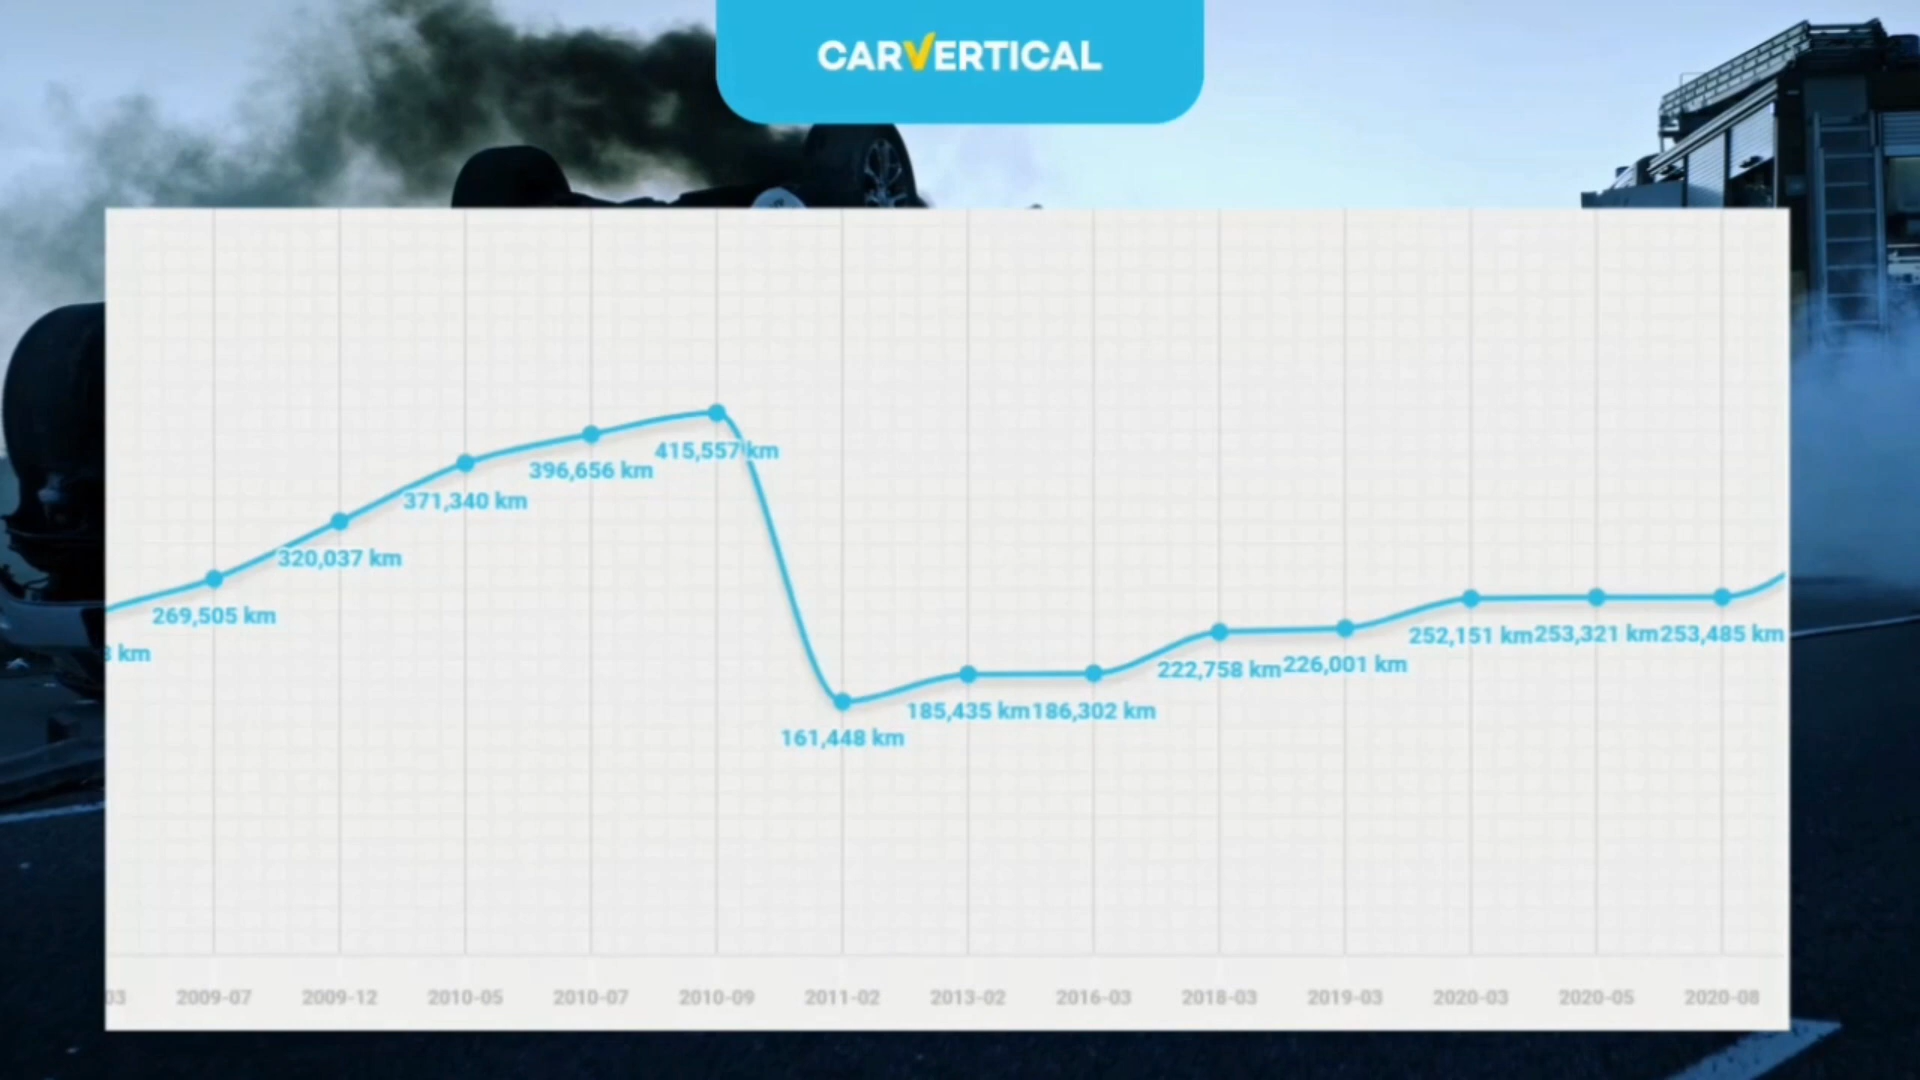 CARVERTICAL
415,557 km
396,656 km
371,340 km
320,037 km
269,505 km
km
252,151 km 253,321 km 253,485 km
222,758 km 226,001 km
185,435 km 186,302 km
161,448 km
03 2009-07 2009-12 2010-05 2010-07 2010-09 2011-02 2013-02 2016-03 2018-03 2019-03 2020-03 2020-05 2020-08